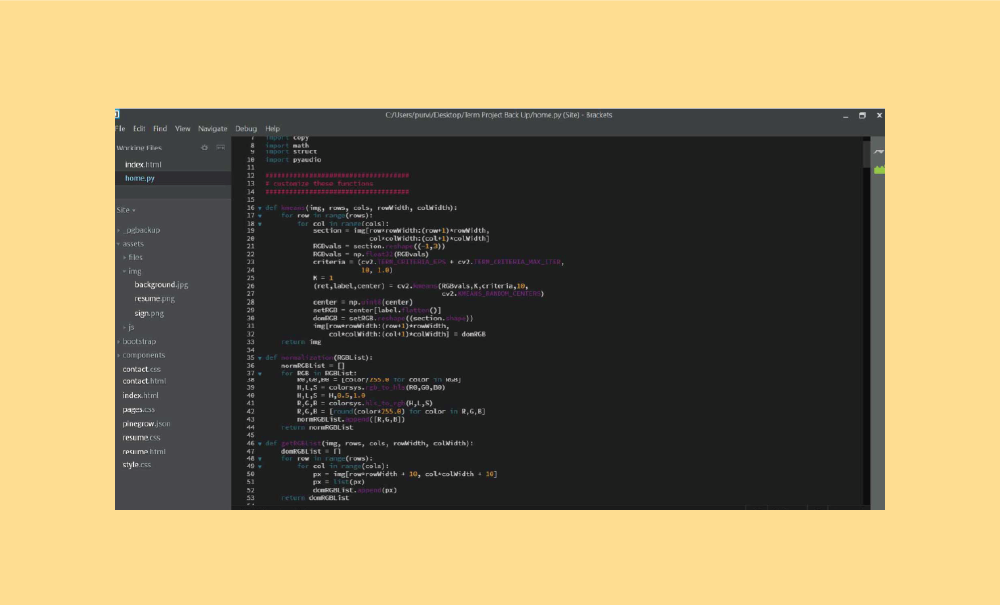 C:/Users/purvi/Desktop/Term Project Back Up/home.py (Site) - Brackets
File Edit Find View Navigate Debug Help
Working Files
index.html
home.py
Site
_pgbackup
assets
files
img
background.jpg
resume.png
sign.png
js
bootstrap
components
contact.css
contact.html
index.html
pages.css
pinegrow.json
resume.css
resume.html
style.css
7 import copy
8 import math
9 import struct
10 import pyaudio
11
12 ####################################
13 # customize these functions
14 ####################################
15
16 def kmeans(img, rows, cols, rowWidth, colWidth):
17 for row in range(rows):
18 for col in range(cols):
19 section = img[row*rowWidth:(row+1)*rowWidth,
20 col*colWidth:(col+1)*colWidth]
21 RGBvals = section.reshape((-1,3))
22 RGBvals = np.float32(RGBvals)
23 criteria = (cv2.TERM_CRITERIA_EPS + cv2.TERM_CRITERIA_MAX_ITER,
24 10, 1.0)
25 K = 1
26 (ret,label,center) = cv2.kmeans(RGBvals,K,criteria,10,
27 cv2.KMEANS_RANDOM_CENTERS)
28 center = np.uint8(center)
29 setRGB = center[label.flatten()]
30 domRGB = setRGB.reshape((section.shape))
31 img[row*rowWidth:(row+1)*rowWidth,
32 col*colWidth:(col+1)*colWidth] = domRGB
33 return img
34
35 def normalization(RGBList):
36 normRGBList = []
37 for RGB in RGBList:
38 R0,G0,B0 = [color/255.0 for color in RGB]
39 H,L,S = colorsys.rgb_to_hls(R0,G0,B0)
40 H,L,S = H,0.5,1.0
41 R,G,B = colorsys.hls_to_rgb(H,L,S)
42 R,G,B = [round(color*255.0) for color in R,G,B]
43 normRGBList.append([R,G,B])
44 return normRGBList
45
46 def getRGBList(img, rows, cols, rowWidth, colWidth):
47 domRGBList = []
48 for row in range(rows):
49 for col in range(cols):
50 px = img[row*rowWidth + 10, col*colWidth + 10]
51 px = list(px)
52 domRGBList.append(px)
53 return domRGBList